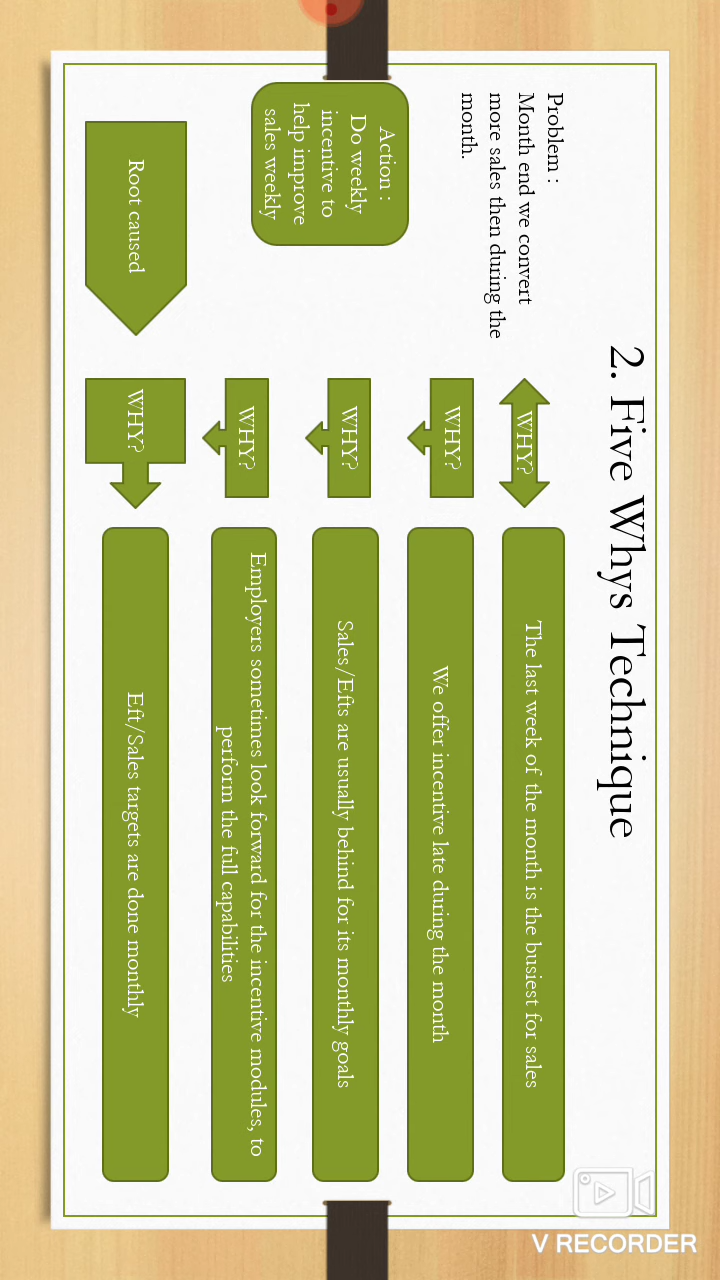 2. Five Whys Technique
Problem :
Month end we convert
more sales then during the
month.
WHY?
The last week of the month is the busiest for sales
WHY?
We offer incentive late during the month
Action :
Do weekly
incentive to
help improve
sales weekly
WHY?
Sales/Efts are usually behind for its monthly goals
WHY?
Employers sometimes look forward for the incentive modules, to
perform the full capabilities
Root caused
WHY?
Eft/Sales targets are done monthly
V RECORDER